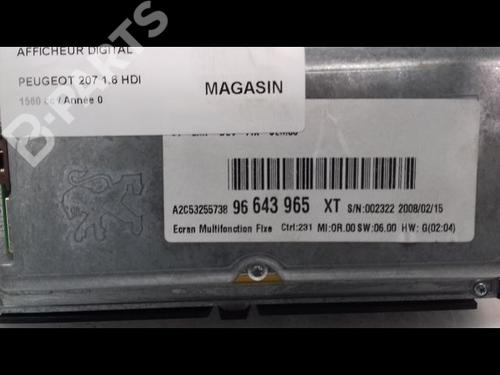 AFFICHEUR DIGITAL
PEUGEOT 207 1.6 HDI
1560 cc / Année 0
MAGASIN
B-PARTS
A2C53255738 96 643 965 XT S/N:002322 2008/02/15
Ecran Multifonction Fixe Ctrl:231 MI:OR.00 SW:06.00 HW: G(02:04)